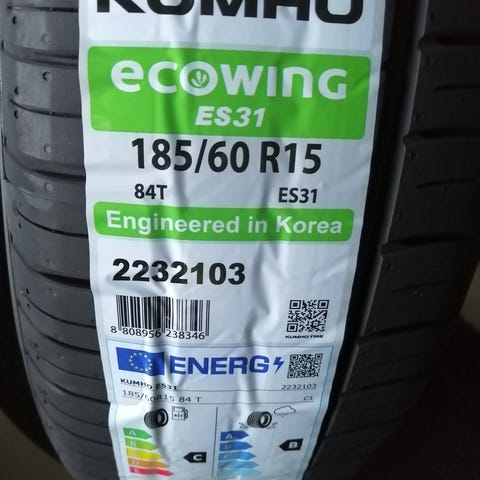 KUMHO
ecowing
ES31
185/60 R15
84T ES31
Engineered in Korea
2232103
8 808956 238346
KUMHO TIRE
ENERG
KUMHO ES31 2232103
185/60R15 84 T C1
A
B
C
D
E
C
A
B
C
D
B